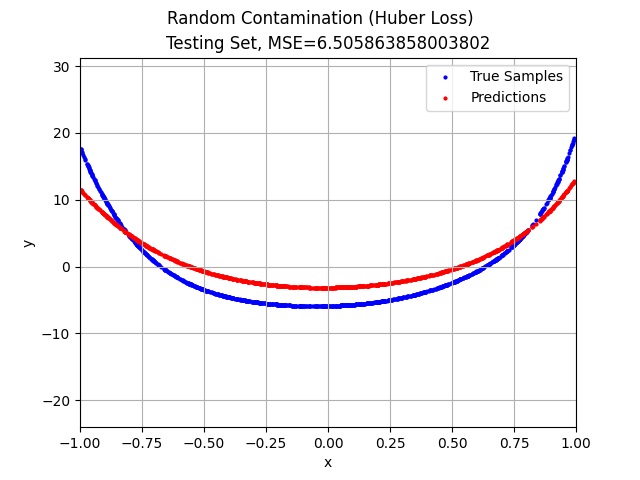 Random Contamination (Huber Loss)
Testing Set, MSE=6.505863858003802
True Samples
Predictions
30
20
10
0
−10
−20
y
−1.00 −0.75 −0.50 −0.25 0.00 0.25 0.50 0.75 1.00
x